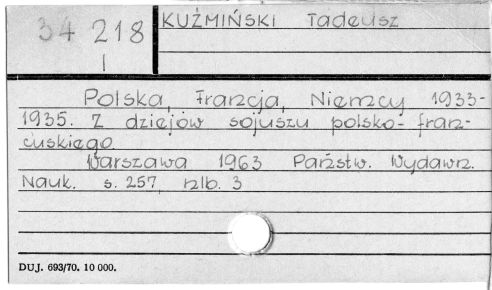 34 218
I
KUŹMIŃSKI Tadeusz
Polska, Francja, Niemcy 1933-
1935. Z dziejów sojuszu polsko-fran-
cuskiego.
Warszawa 1963 Państw. Wydawn.
Nauk. s. 257, nlb. 3
DUJ. 693/70. 10 000.